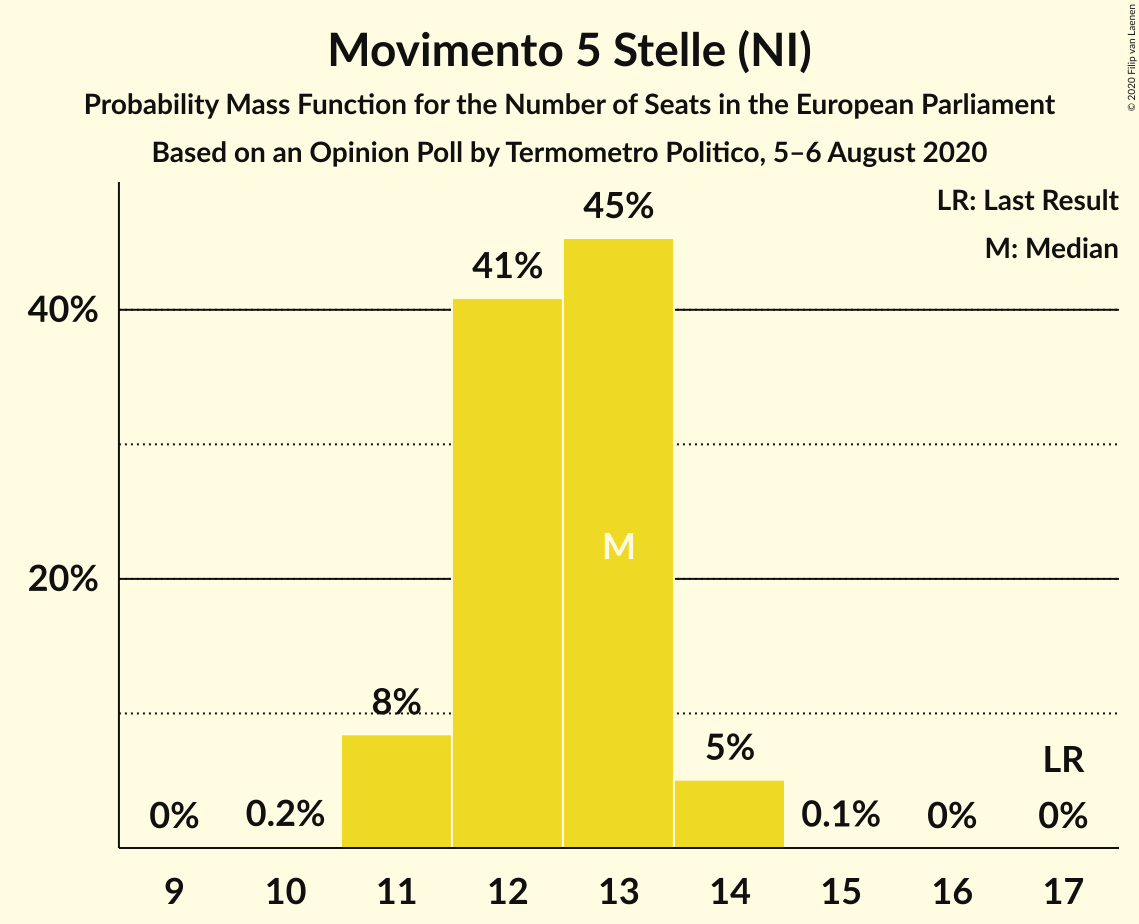 Movimento 5 Stelle (NI)
Probability Mass Function for the Number of Seats in the European Parliament
Based on an Opinion Poll by Termometro Politico, 5–6 August 2020
© 2020 Filip van Laenen
LR: Last Result
M: Median
40%
20%
0%
0.2%
8%
41%
45%
M
5%
0.1%
0%
LR
0%
9 10 11 12 13 14 15 16 17